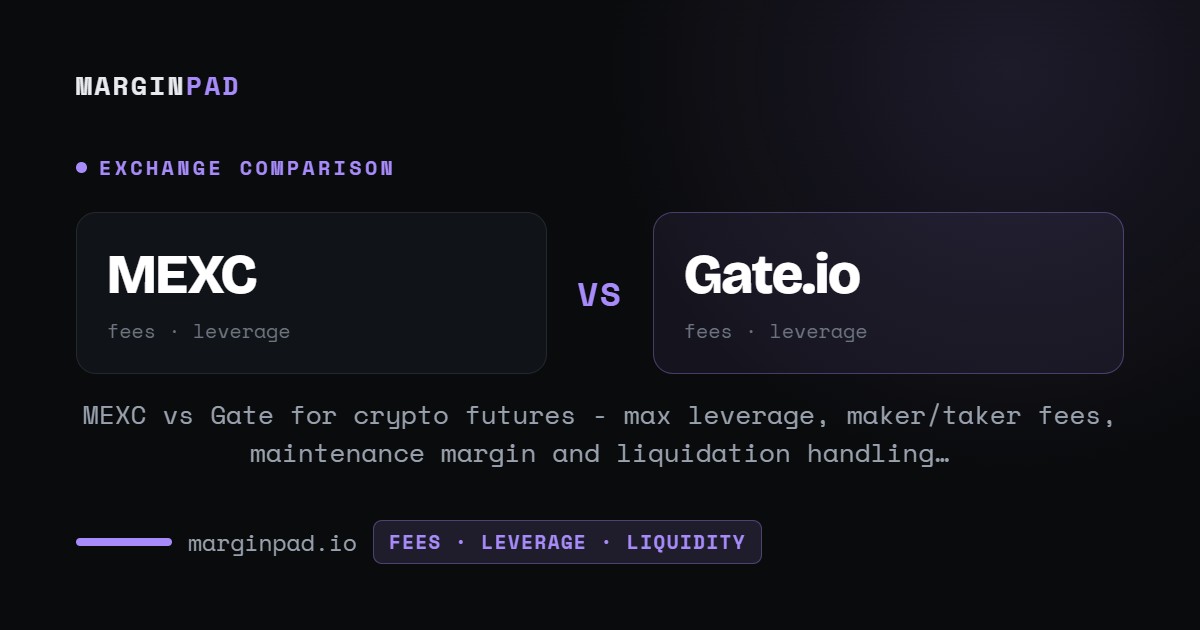 MARGINPAD
EXCHANGE COMPARISON
MEXC
fees · leverage
VS
Gate.io
fees · leverage
MEXC vs Gate for crypto futures - max leverage, maker/taker fees,
maintenance margin and liquidation handling…
marginpad.io
FEES · LEVERAGE · LIQUIDITY